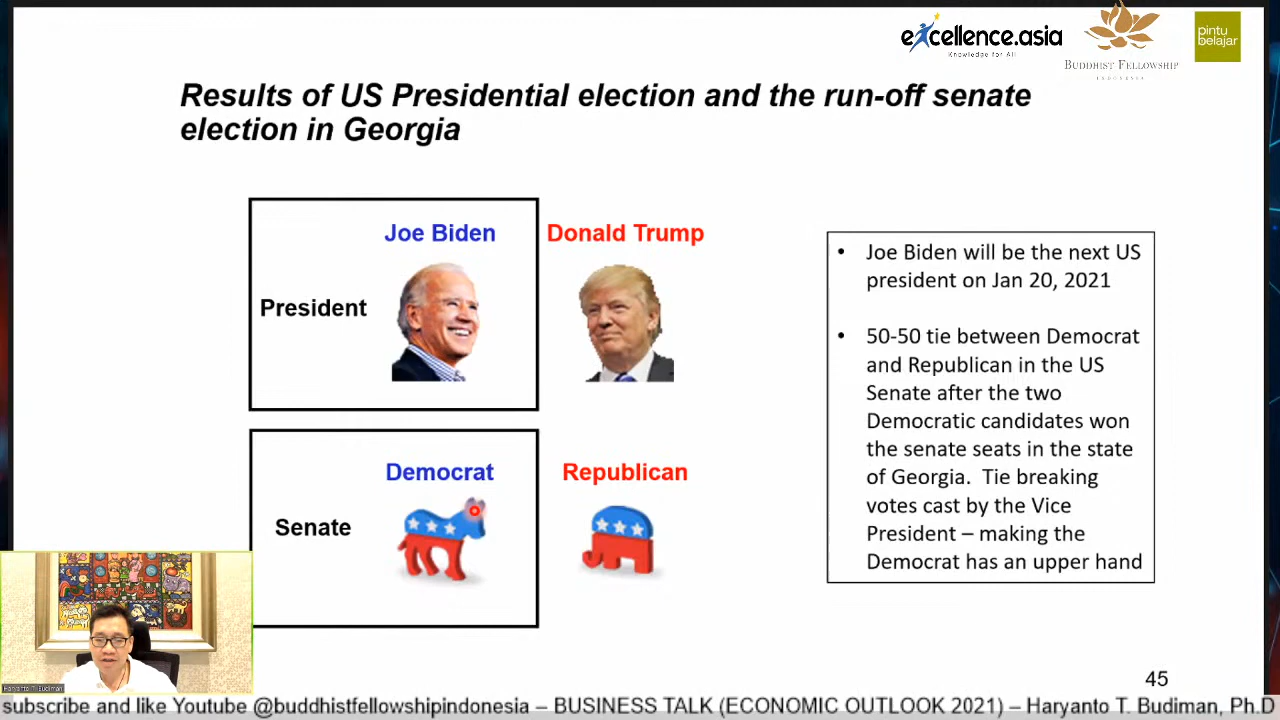 excellence.asia
Knowledge for All
BUDDHIST FELLOWSHIP
INDONESIA
pintu
belajar
Results of US Presidential election and the run-off senate
election in Georgia
Joe Biden
Donald Trump
President
Democrat
Republican
Senate
• Joe Biden will be the next US
president on Jan 20, 2021
• 50-50 tie between Democrat
and Republican in the US
Senate after the two
Democratic candidates won
the senate seats in the state
of Georgia. Tie breaking
votes cast by the Vice
President – making the
Democrat has an upper hand
45
Haryanto T. Budiman
subscribe and like Youtube @buddhistfellowshipindonesia – BUSINESS TALK (ECONOMIC OUTLOOK 2021) – Haryanto T. Budiman, Ph.D